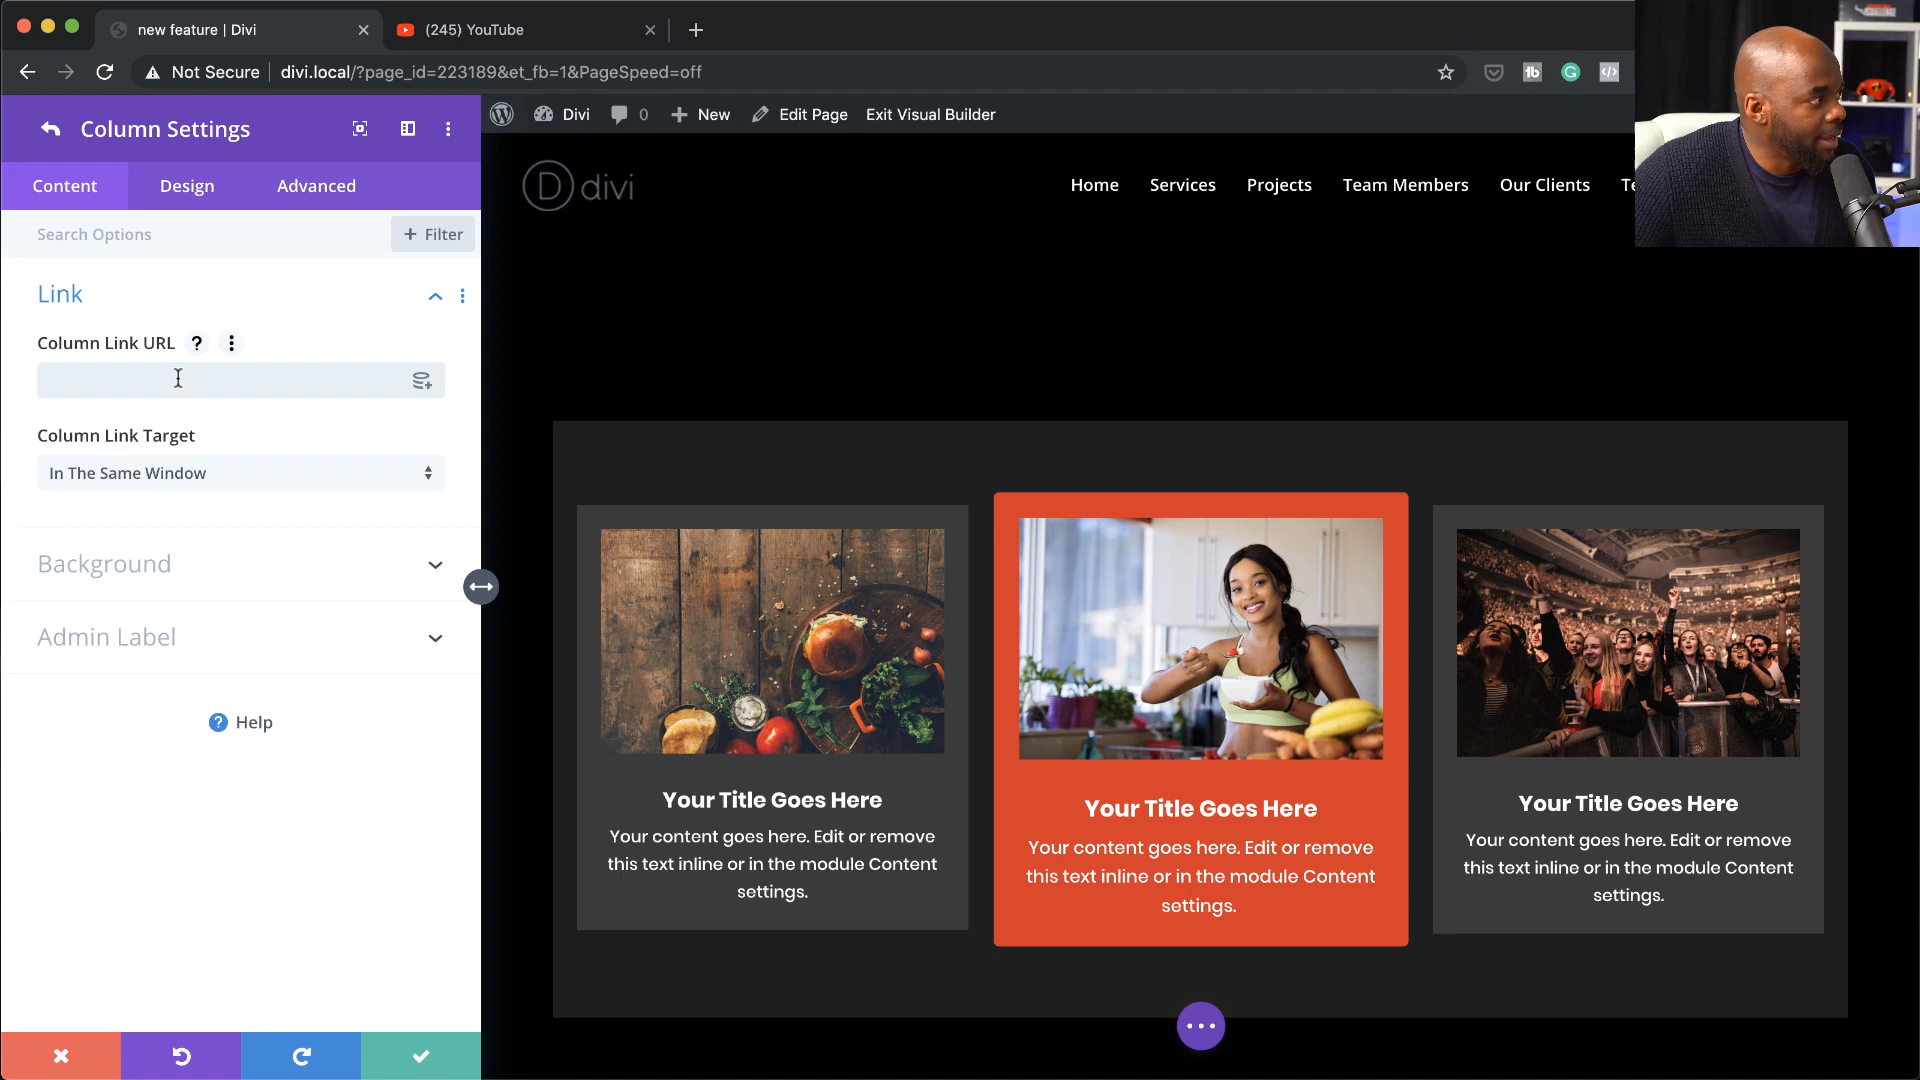 new feature | Divi
(245) YouTube
Not Secure
divi.local/?page_id=223189&et_fb=1&PageSpeed=off
Column Settings
Divi
0
New
Edit Page
Exit Visual Builder
Content
Design
Advanced
D divi
Home
Services
Projects
Team Members
Our Clients
Search Options
+ Filter
Link
Column Link URL
?
Column Link Target
In The Same Window
Background
Admin Label
? Help
Your Title Goes Here
Your content goes here. Edit or remove
this text inline or in the module Content
settings.
Your Title Goes Here
Your content goes here. Edit or remove
this text inline or in the module Content
settings.
Your Title Goes Here
Your content goes here. Edit or remove
this text inline or in the module Content
settings.